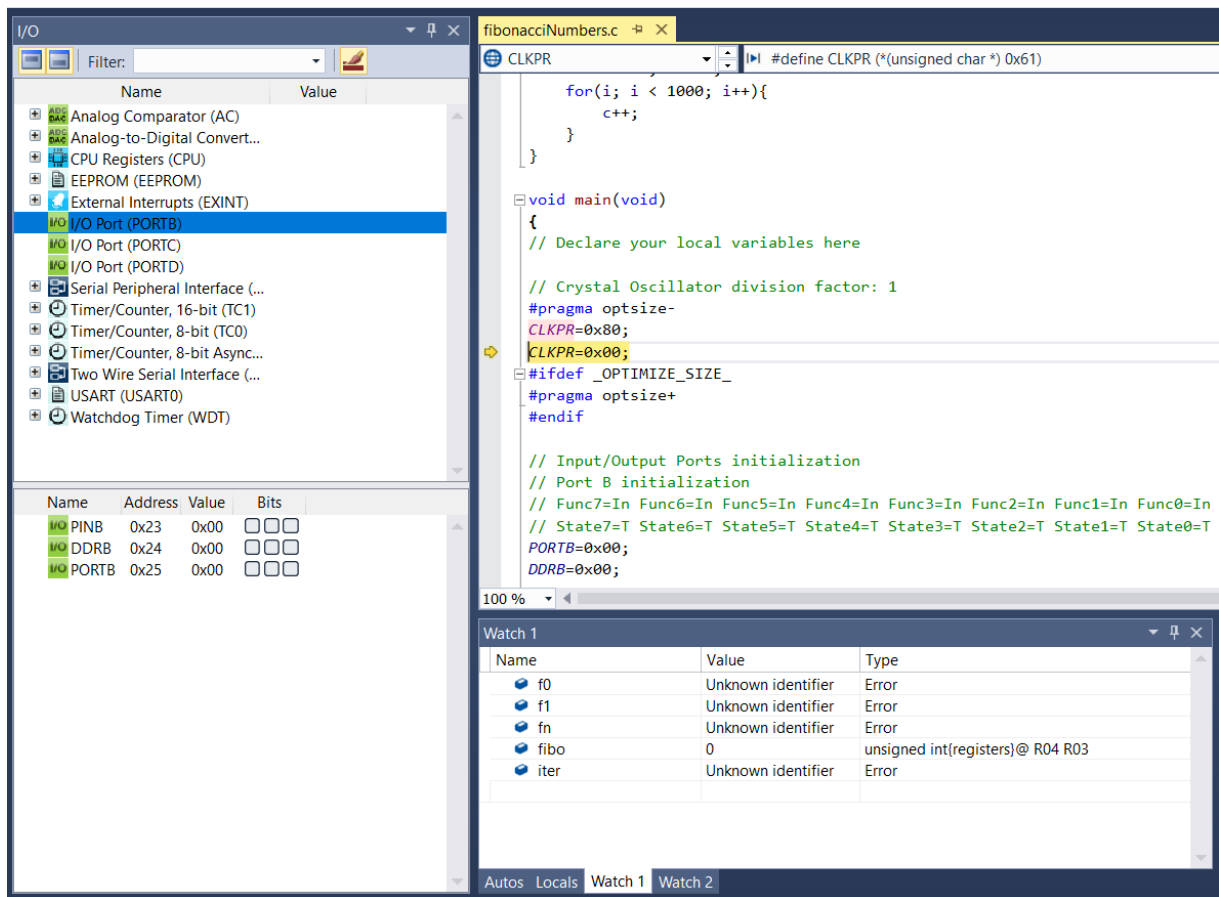 I/O
Filter:
Name Value
Analog Comparator (AC)
Analog-to-Digital Convert...
CPU Registers (CPU)
EEPROM (EEPROM)
External Interrupts (EXINT)
I/O Port (PORTB)
I/O Port (PORTC)
I/O Port (PORTD)
Serial Peripheral Interface (...
Timer/Counter, 16-bit (TC1)
Timer/Counter, 8-bit (TC0)
Timer/Counter, 8-bit Async...
Two Wire Serial Interface (...
USART (USART0)
Watchdog Timer (WDT)
Name Address Value Bits
I/O PINB 0x23 0x00
I/O DDRB 0x24 0x00
I/O PORTB 0x25 0x00
fibonacciNumbers.c
CLKPR #define CLKPR (*(unsigned char *) 0x61)
for(i; i < 1000; i++){
c++;
}
}
void main(void)
{
// Declare your local variables here
// Crystal Oscillator division factor: 1
#pragma optsize-
CLKPR=0x80;
CLKPR=0x00;
#ifdef _OPTIMIZE_SIZE_
#pragma optsize+
#endif
// Input/Output Ports initialization
// Port B initialization
// Func7=In Func6=In Func5=In Func4=In Func3=In Func2=In Func1=In Func0=In
// State7=T State6=T State5=T State4=T State3=T State2=T State1=T State0=T
PORTB=0x00;
DDRB=0x00;
100 %
Watch 1
Name Value Type
f0 Unknown identifier Error
f1 Unknown identifier Error
fn Unknown identifier Error
fibo 0 unsigned int{registers}@ R04 R03
iter Unknown identifier Error
Autos Locals Watch 1 Watch 2